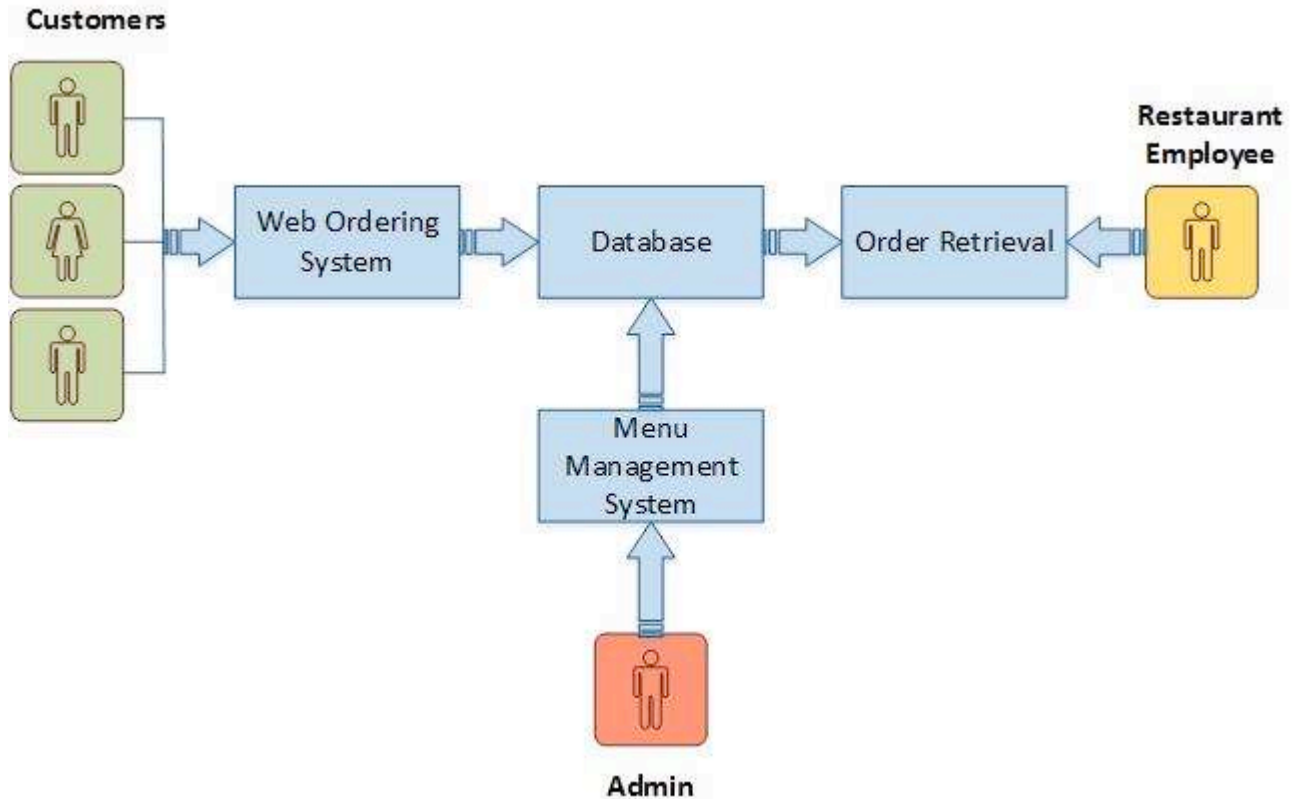 Customers
Restaurant
Employee
Web Ordering
System
Database
Order Retrieval
Menu
Management
System
Admin